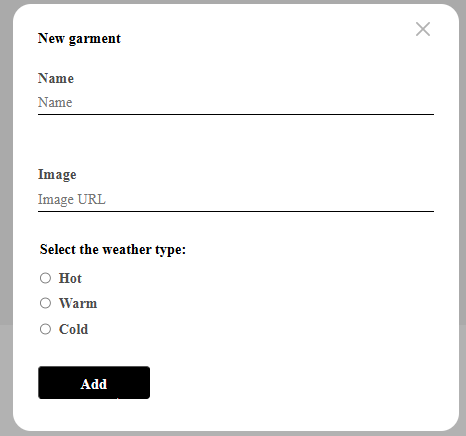 New garment
Name
Name
Image
Image URL
Select the weather type:
Hot
Warm
Cold
Add